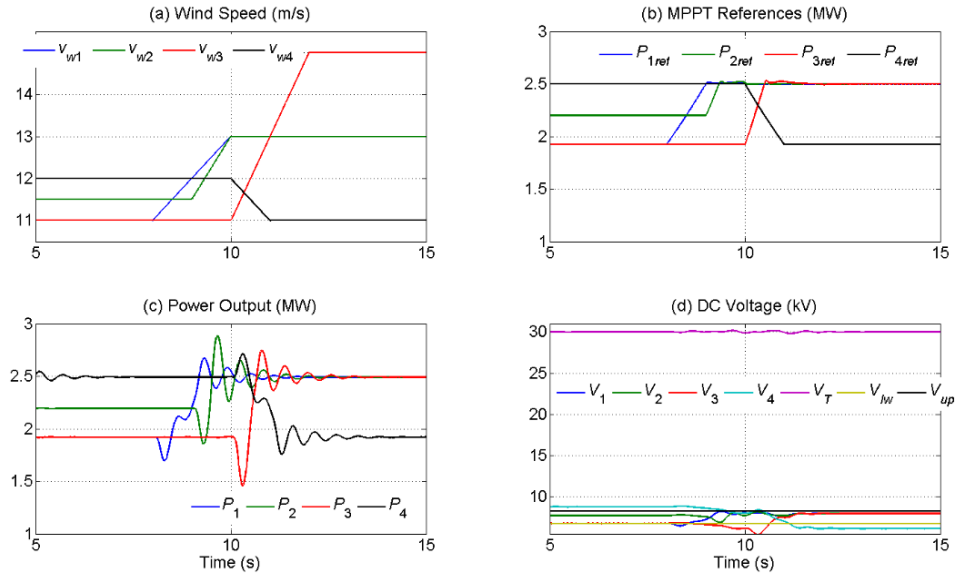 (a) Wind Speed (m/s)
v_w1 v_w2 v_w3 v_w4
15
14
13
12
11
5 10 15
(b) MPPT References (MW)
P_1ref P_2ref P_3ref P_4ref
3
2.5
2
1.5
1
5 10 15
(c) Power Output (MW)
3
2.5
2
1.5
1
P_1 P_2 P_3 P_4
5 10 15
Time (s)
(d) DC Voltage (kV)
30
25
V_1 V_2 V_3 V_4 V_T V_lw V_up
20
15
10
5 10 15
Time (s)